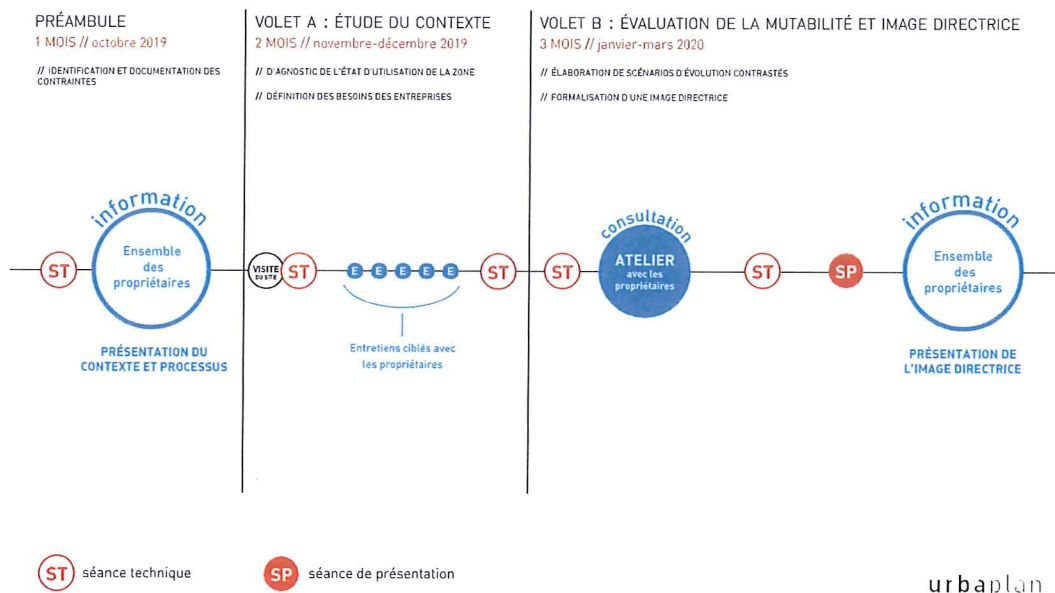 PRÉAMBULE
1 MOIS // octobre 2019
// IDENTIFICATION ET DOCUMENTATION DES
CONTRAINTES
VOLET A : ÉTUDE DU CONTEXTE
2 MOIS // novembre-décembre 2019
// D'AGNOSTIC DE L'ÉTAT D'UTILISATION DE LA ZONE
// DÉFINITION DES BESOINS DES ENTREPRISES
VOLET B : ÉVALUATION DE LA MUTABILITÉ ET IMAGE DIRECTRICE
3 MOIS // janvier-mars 2020
// ÉLABORATION DE SCÉNARIOS D'ÉVOLUTION CONTRASTÉS
// FORMALISATION D'UNE IMAGE DIRECTRICE
ST
information
Ensemble
des
propriétaires
PRÉSENTATION DU
CONTEXTE ET PROCESSUS
VISITE
DU SITE
ST
E E E E E
Entretiens ciblés avec
les propriétaires
ST
ST
consultation
ATELIER
avec les
propriétaires
ST
SP
information
Ensemble
des
propriétaires
PRÉSENTATION DE
L'IMAGE DIRECTRICE
ST séance technique
SP séance de présentation
urbaplan